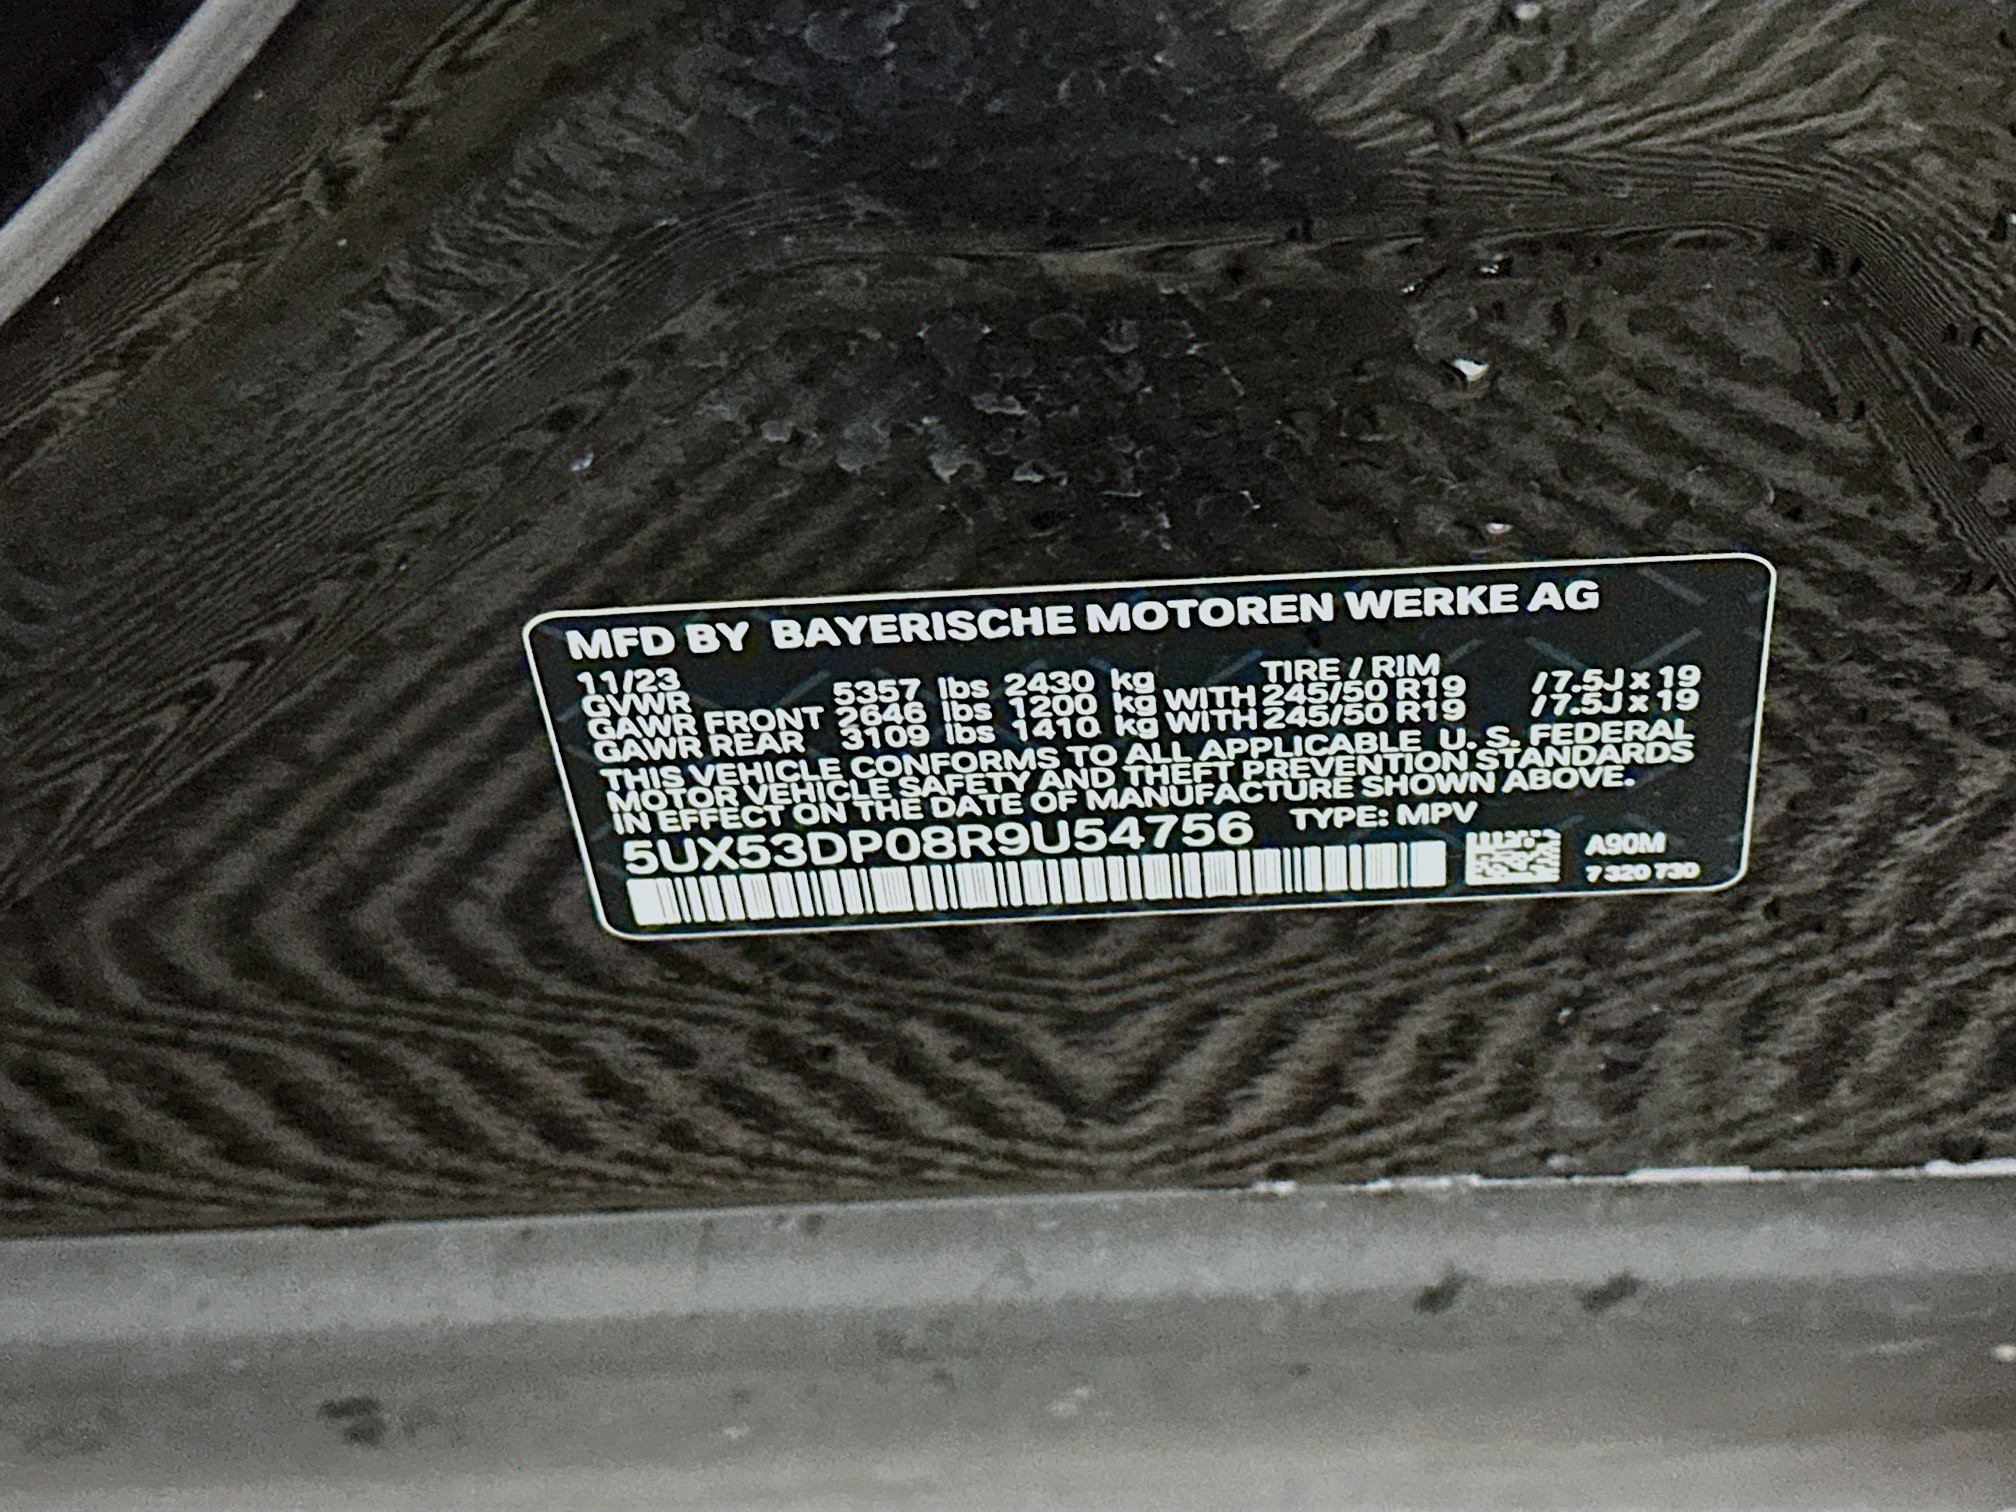 MFD BY BAYERISCHE MOTOREN WERKE AG
11/23 TIRE / RIM
GVWR 5357 lbs 2430 kg
GAWR FRONT 2646 lbs 1200 kg WITH 245/50 R19 / 7.5J x 19
GAWR REAR 3109 lbs 1410 kg WITH 245/50 R19 / 7.5J x 19
THIS VEHICLE CONFORMS TO ALL APPLICABLE U. S. FEDERAL
MOTOR VEHICLE SAFETY AND THEFT PREVENTION STANDARDS
IN EFFECT ON THE DATE OF MANUFACTURE SHOWN ABOVE.
5UX53DP08R9U54756 TYPE: MPV
A90M
7 320 730